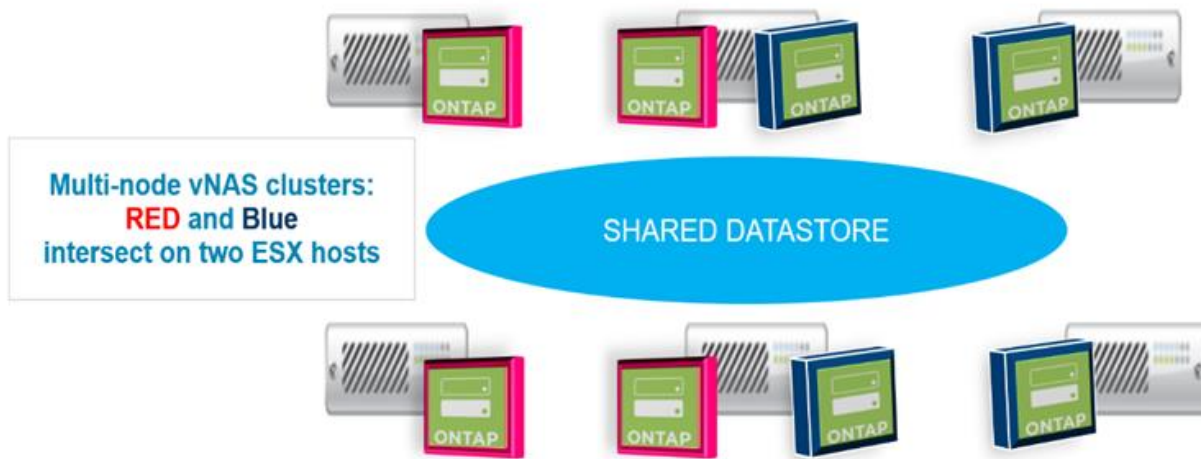 ONTAP ONTAP ONTAP ONTAP
Multi-node vNAS clusters:
RED and Blue
intersect on two ESX hosts
SHARED DATASTORE
ONTAP ONTAP ONTAP ONTAP